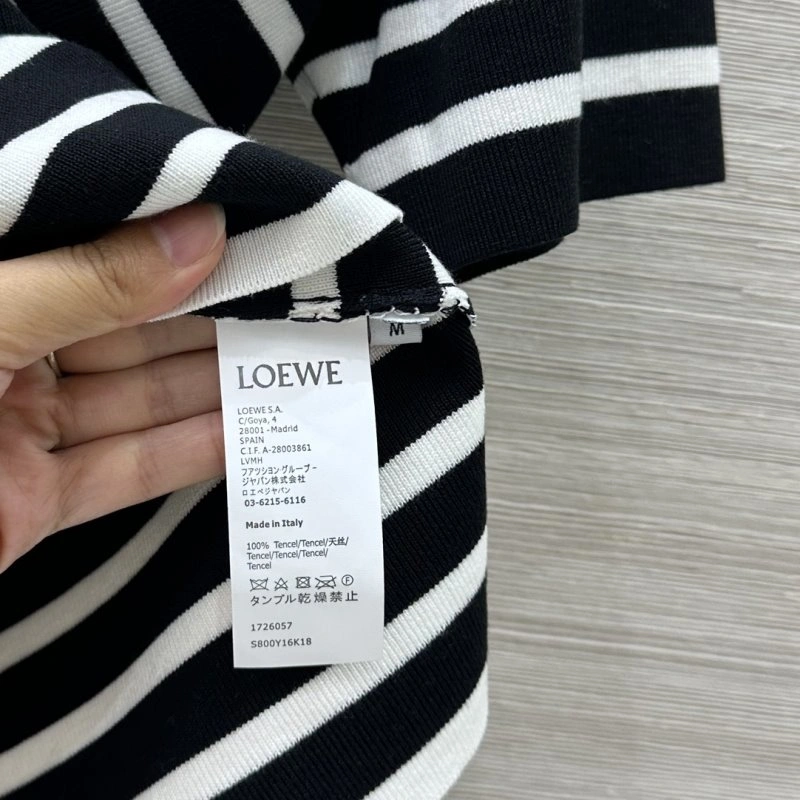 M
LOEWE
LOEWE S.A.
C/Goya, 4
28001 -Madrid
SPAIN
C.I.F. A-28003861
LVMH
フアツション グループ –
ジャパン株式会社
ロエベジャパン
03-6215-6116
Made in Italy
100% Tencel/Tencel/天丝/
Tencel/Tencel/Tencel/
Tencel
F
タンブル乾燥禁止
1726057
S800Y16K18